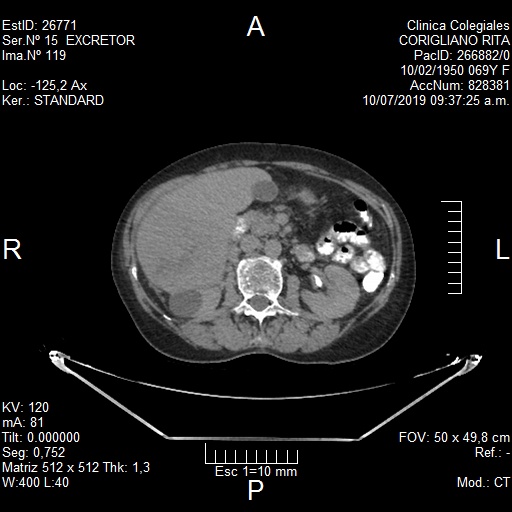 EstID: 26771
Ser.Nº 15 EXCRETOR
Ima.Nº 119
Loc: -125,2 Ax
Ker.: STANDARD
A
Clinica Colegiales
CORIGLIANO RITA
PacID: 266882/0
10/02/1950 069Y F
AccNum: 828381
10/07/2019 09:37:25 a.m.
R
L
KV: 120
mA: 81
Tilt: 0.000000
Seg: 0,752
Matriz 512 x 512 Thk: 1,3
W:400 L:40
Esc 1=10 mm
P
FOV: 50 x 49,8 cm
Ref.: -
Mod.: CT